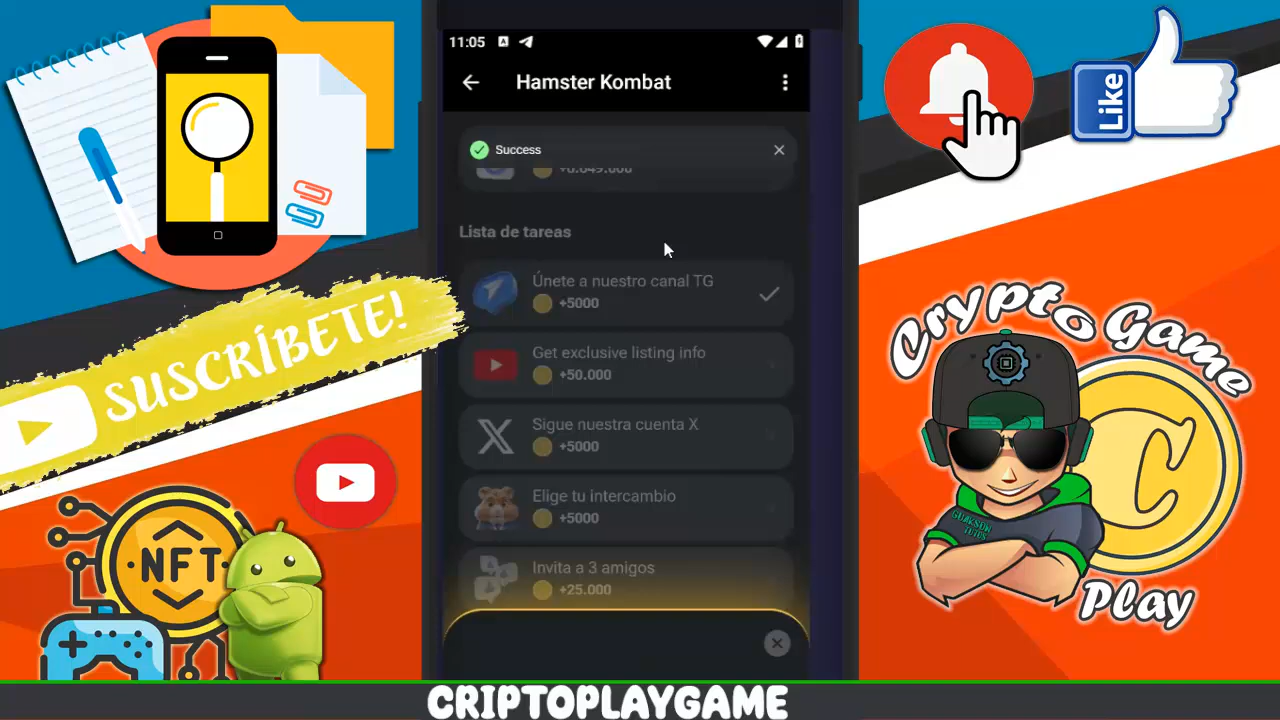 11:05
Hamster Kombat
Success
Lista de tareas
Únete a nuestro canal TG
+5000
Get exclusive listing info
+50.000
Sigue nuestra cuenta X
+5000
Elige tu intercambio
+5000
Invita a 3 amigos
+25.000
SUSCRÍBETE!
·NFT·
Like
Crypto Game
C
Play
CRIPTOPLAYGAME